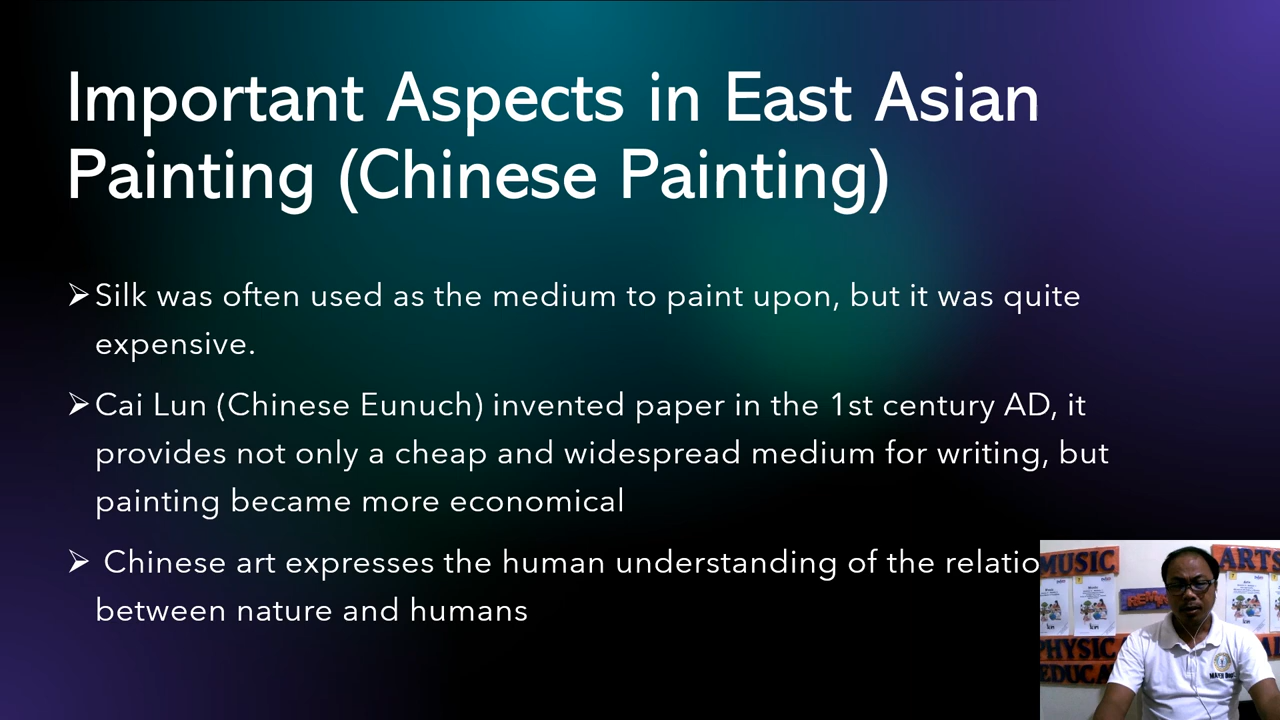 Important Aspects in East Asian
Painting (Chinese Painting)
➢Silk was often used as the medium to paint upon, but it was quite
expensive.
➢Cai Lun (Chinese Eunuch) invented paper in the 1st century AD, it
provides not only a cheap and widespread medium for writing, but
painting became more economical
➢ Chinese art expresses the human understanding of the relatio
between nature and humans
MUSIC
ARTS
PHYSIC
EDUCA